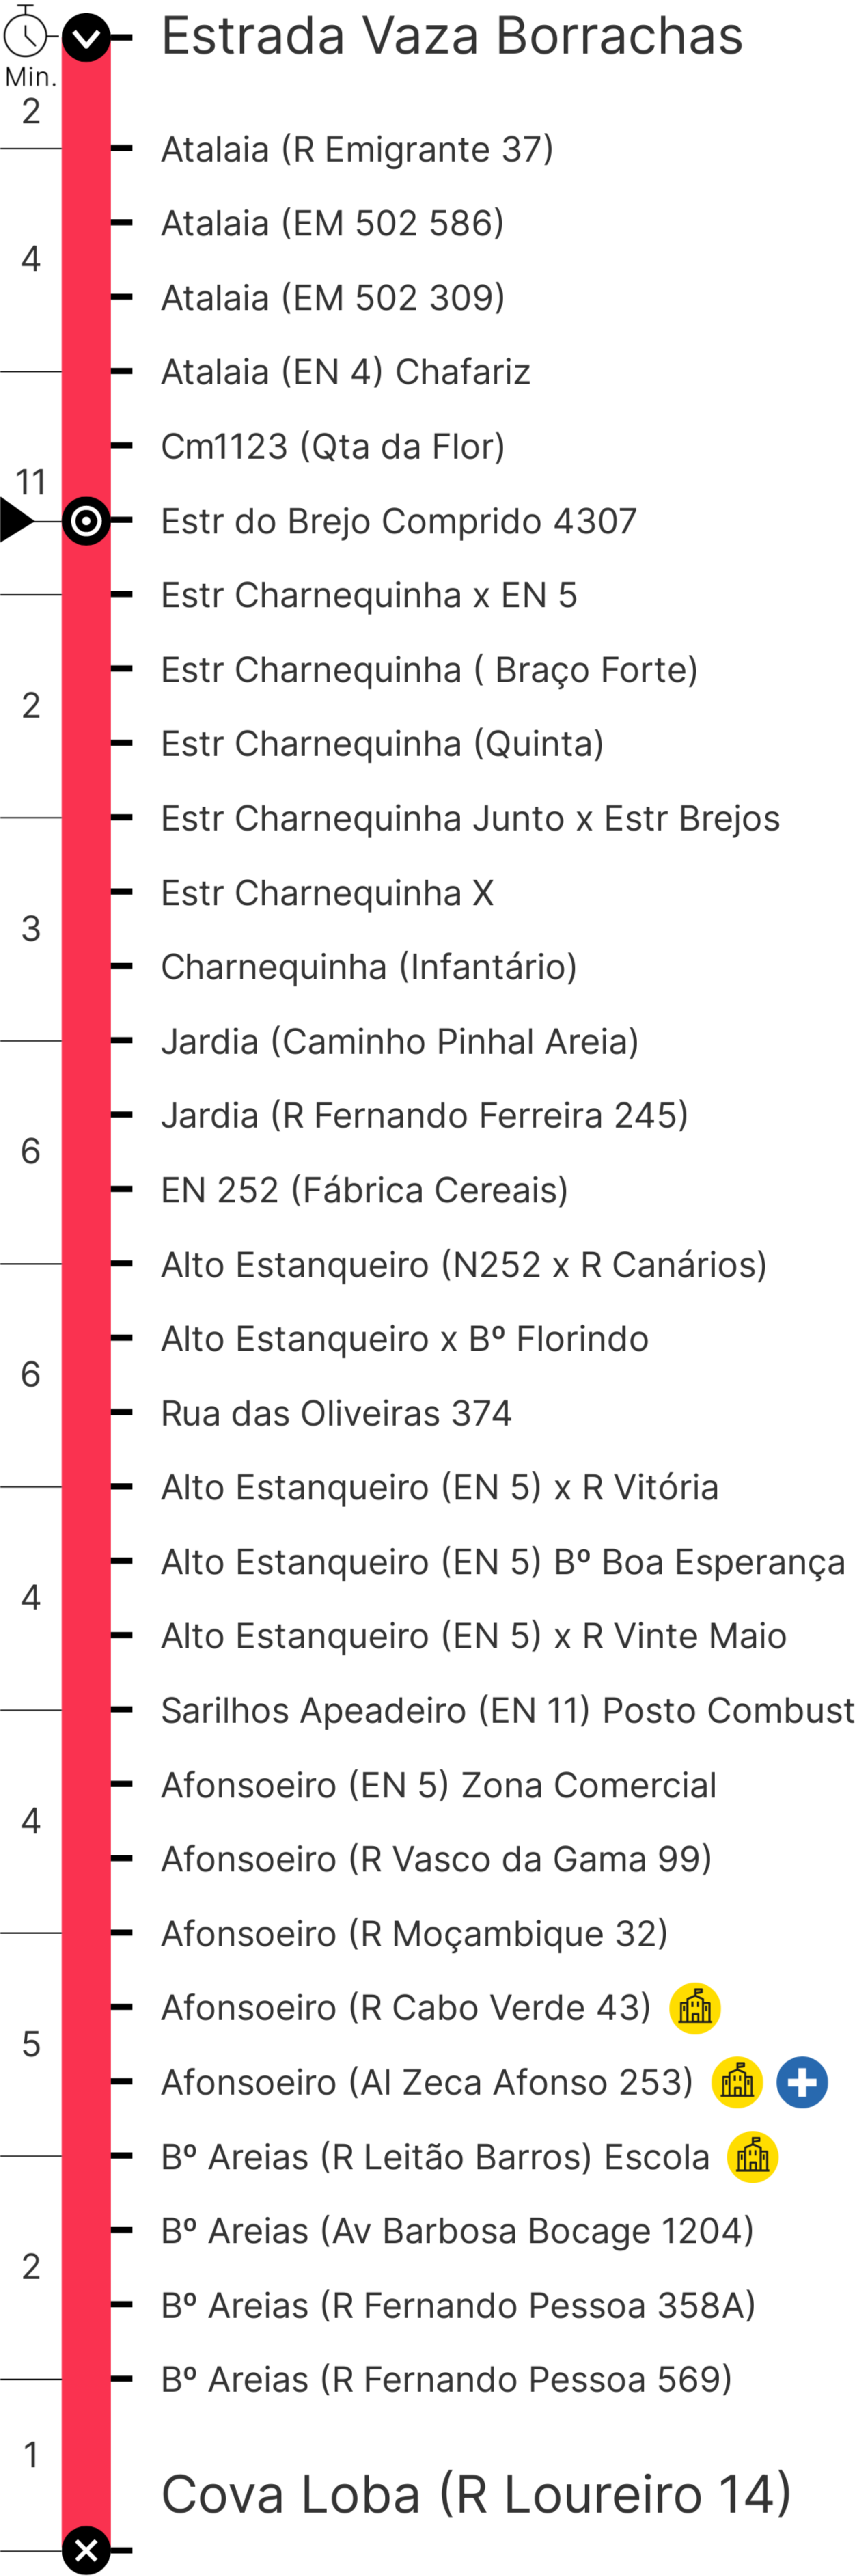 Estrada Vaza Borrachas
Min.
2
Atalaia (R Emigrante 37)
Atalaia (EM 502 586)
4
Atalaia (EM 502 309)
Atalaia (EN 4) Chafariz
Cm1123 (Qta da Flor)
11
Estr do Brejo Comprido 4307
Estr Charnequinha x EN 5
Estr Charnequinha ( Braço Forte)
2
Estr Charnequinha (Quinta)
Estr Charnequinha Junto x Estr Brejos
Estr Charnequinha X
3
Charnequinha (Infantário)
Jardia (Caminho Pinhal Areia)
Jardia (R Fernando Ferreira 245)
6
EN 252 (Fábrica Cereais)
Alto Estanqueiro (N252 x R Canários)
Alto Estanqueiro x Bº Florindo
6
Rua das Oliveiras 374
Alto Estanqueiro (EN 5) x R Vitória
Alto Estanqueiro (EN 5) Bº Boa Esperança
4
Alto Estanqueiro (EN 5) x R Vinte Maio
Sarilhos Apeadeiro (EN 11) Posto Combust
Afonsoeiro (EN 5) Zona Comercial
4
Afonsoeiro (R Vasco da Gama 99)
Afonsoeiro (R Moçambique 32)
Afonsoeiro (R Cabo Verde 43)
5
Afonsoeiro (Al Zeca Afonso 253)
Bº Areias (R Leitão Barros) Escola
Bº Areias (Av Barbosa Bocage 1204)
2
Bº Areias (R Fernando Pessoa 358A)
Bº Areias (R Fernando Pessoa 569)
1
Cova Loba (R Loureiro 14)